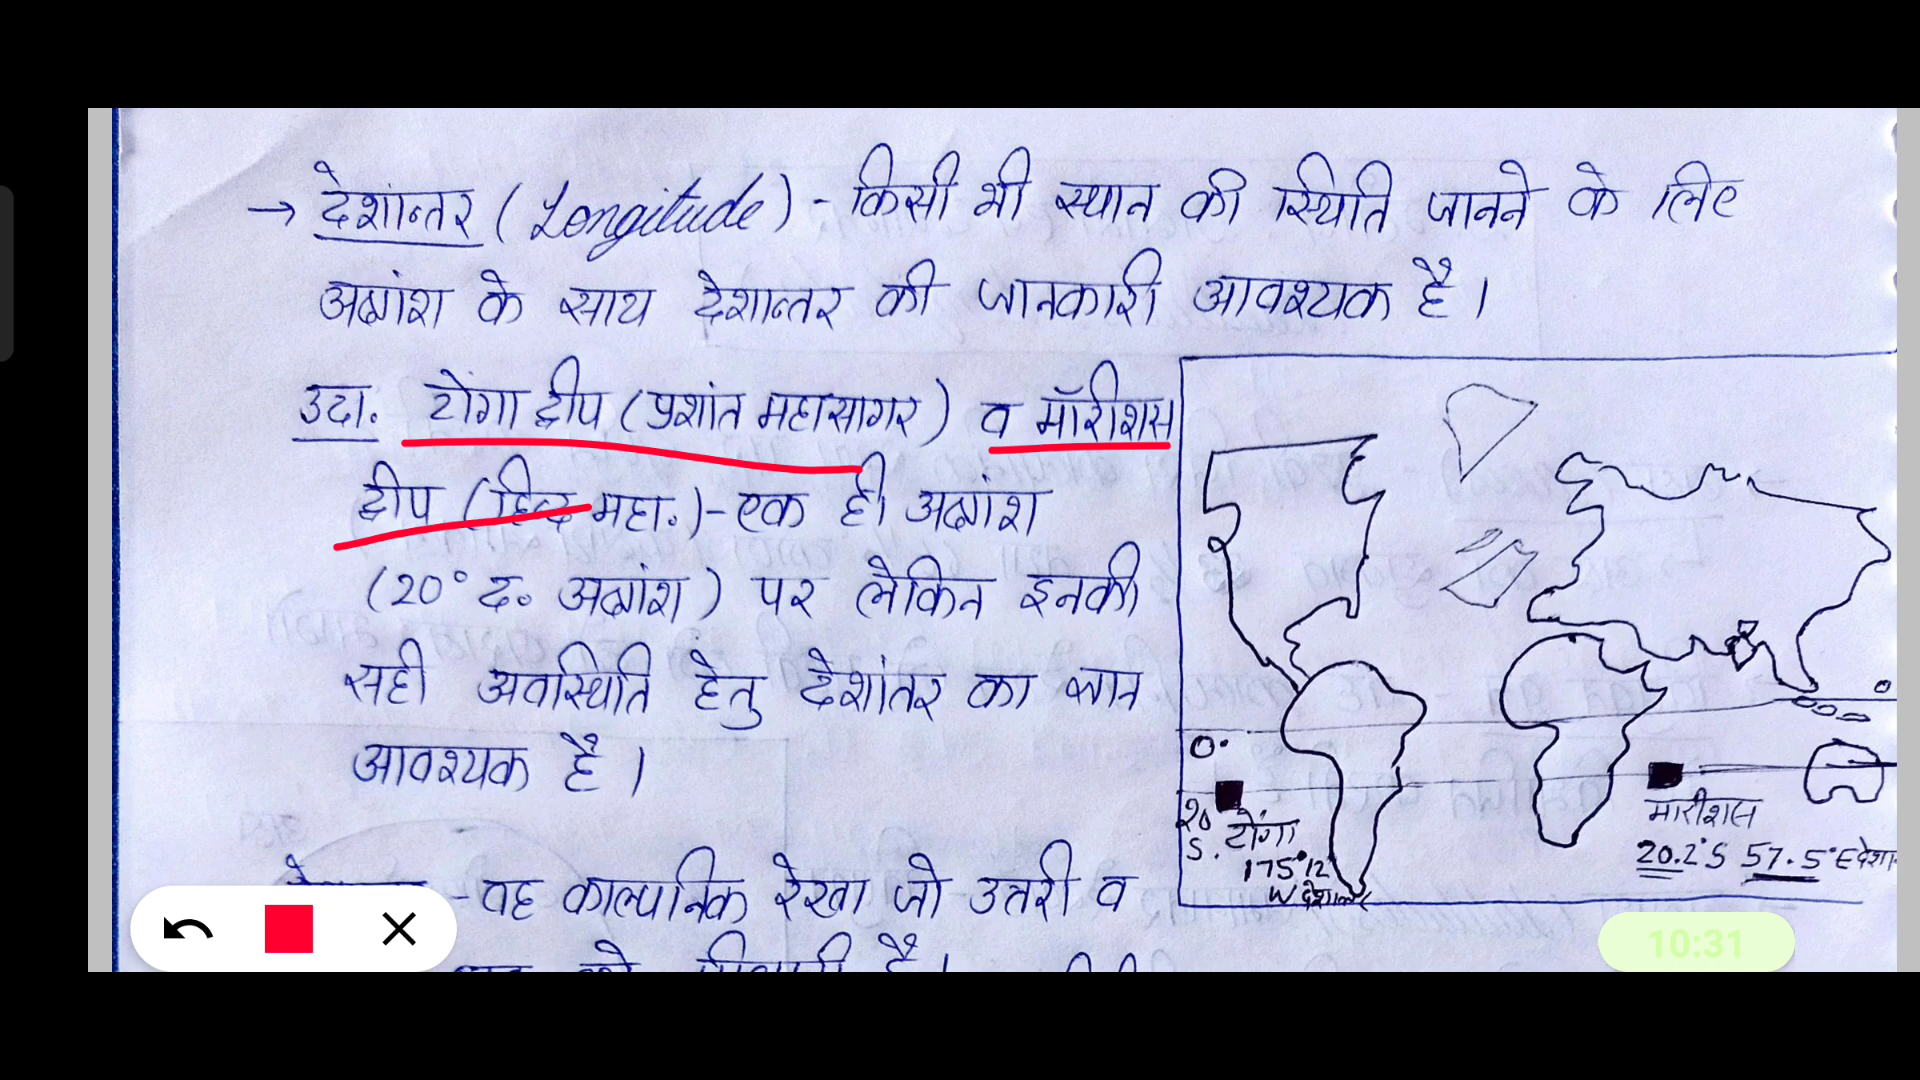 → देशांन्तर (Longitude) - किसी भी स्थान की स्थिति जानने के लिए
अक्षांश के साथ देशान्तर की जानकारी आवश्यक है।
उदा. टोंगा द्वीप (प्रशांत महासागर) व मॉरीशस
द्वीप (हिन्द महा.) - एक ही अक्षांश
(20° द. अक्षांश) पर लेकिन इनकी
सही अवस्थिति हेतु देशांतर का ज्ञान
आवश्यक है।
0°
20
S.
टोंगा
175°12'
W देशान्तर
मारीशस
20.2°S 57.5°E देशा
- वह काल्पनिक रेखा जो उत्तरी व
10:31